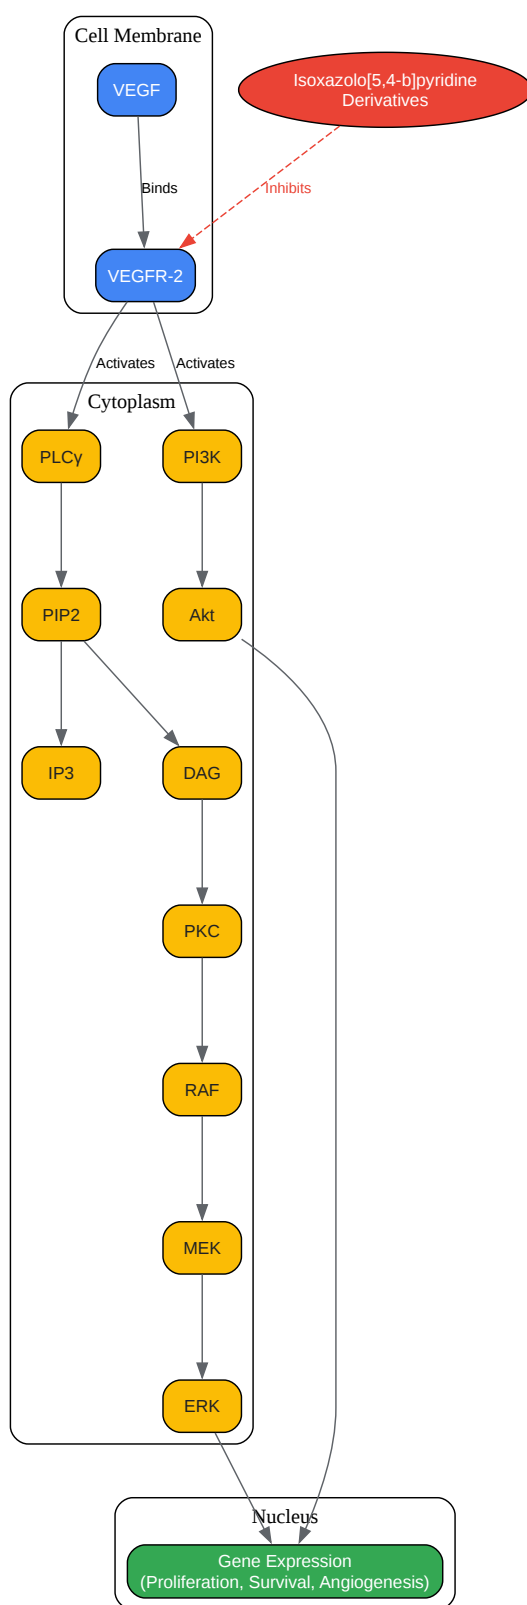 Cell Membrane
VEGF
Isoxazolo[5,4-b]pyridine
Derivatives
Binds
Inhibits
VEGFR-2
Activates
Activates
Cytoplasm
PLCγ
PI3K
PIP2
Akt
IP3
DAG
PKC
RAF
MEK
ERK
Nucleus
Gene Expression
(Proliferation, Survival, Angiogenesis)